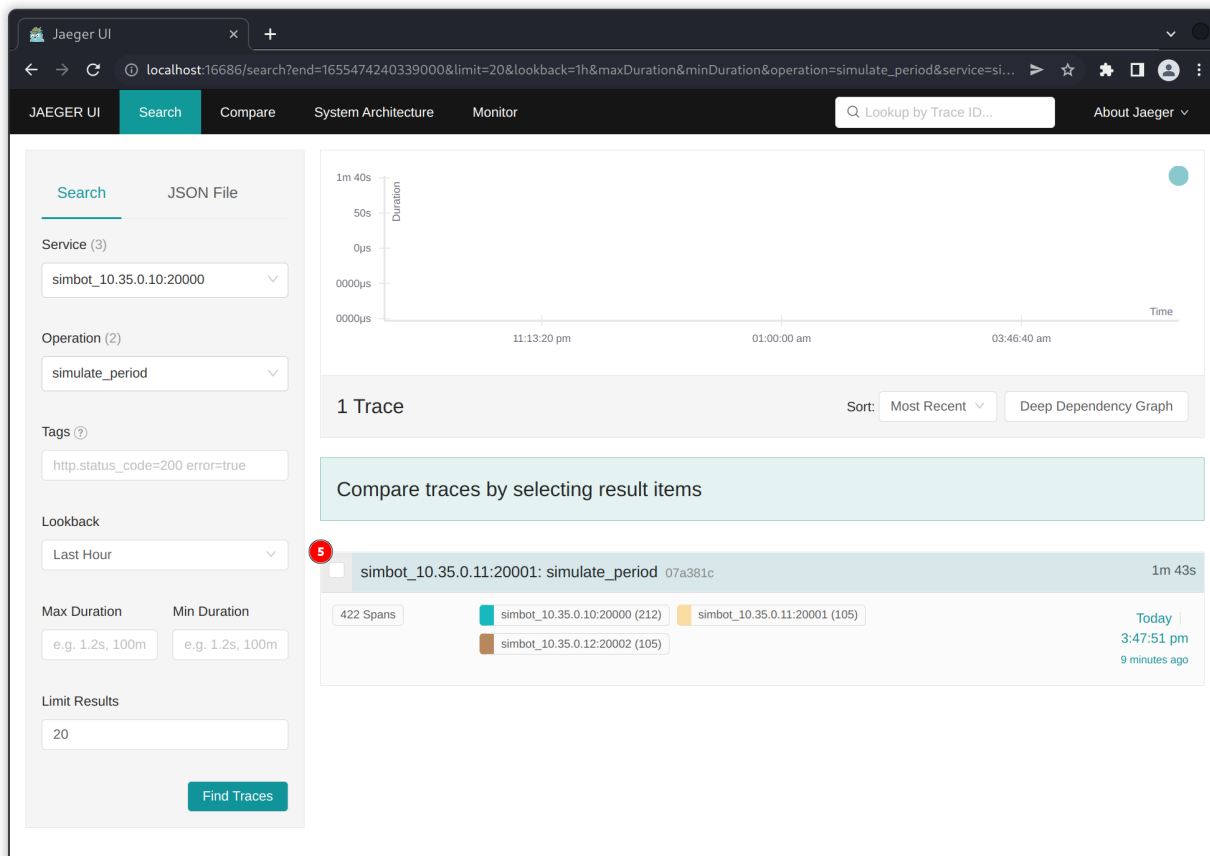 Jaeger UI
localhost:16686/search?end=1655474240339000&limit=20&lookback=1h&maxDuration&minDuration&operation=simulate_period&service=si...
JAEGER UI Search Compare System Architecture Monitor Lookup by Trace ID... About Jaeger
Search JSON File
Service (3)
simbot_10.35.0.10:20000
Operation (2)
simulate_period
Tags ?
http.status_code=200 error=true
Lookback
Last Hour
Max Duration Min Duration
e.g. 1.2s, 100m e.g. 1.2s, 100m
Limit Results
20
Find Traces
Duration
1m 40s
50s
0μs
0000μs
0000μs
Time
11:13:20 pm 01:00:00 am 03:46:40 am
1 Trace Sort: Most Recent Deep Dependency Graph
Compare traces by selecting result items
5
simbot_10.35.0.11:20001: simulate_period 07a381c 1m 43s
422 Spans simbot_10.35.0.10:20000 (212) simbot_10.35.0.11:20001 (105)
simbot_10.35.0.12:20002 (105)
Today
3:47:51 pm
9 minutes ago